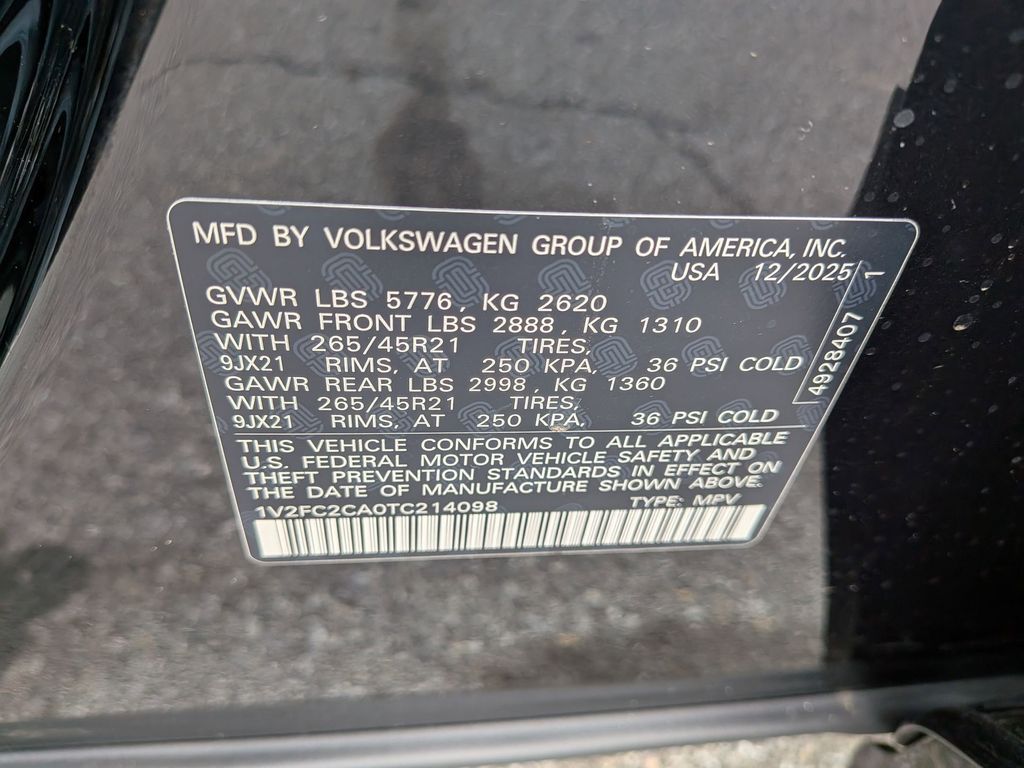 MFD BY VOLKSWAGEN GROUP OF AMERICA, INC.
USA 12/2025
GVWR LBS 5776, KG 2620
GAWR FRONT LBS 2888, KG 1310
WITH 265/45R21 TIRES,
9JX21 RIMS, AT 250 KPA, 36 PSI COLD
GAWR REAR LBS 2998, KG 1360
WITH 265/45R21 TIRES,
9JX21 RIMS, AT 250 KPA, 36 PSI COLD
4928407 1
THIS VEHICLE CONFORMS TO ALL APPLICABLE
U.S. FEDERAL MOTOR VEHICLE SAFETY AND
THEFT PREVENTION STANDARDS IN EFFECT ON
THE DATE OF MANUFACTURE SHOWN ABOVE.
1V2FC2CA0TC214098 TYPE: MPV